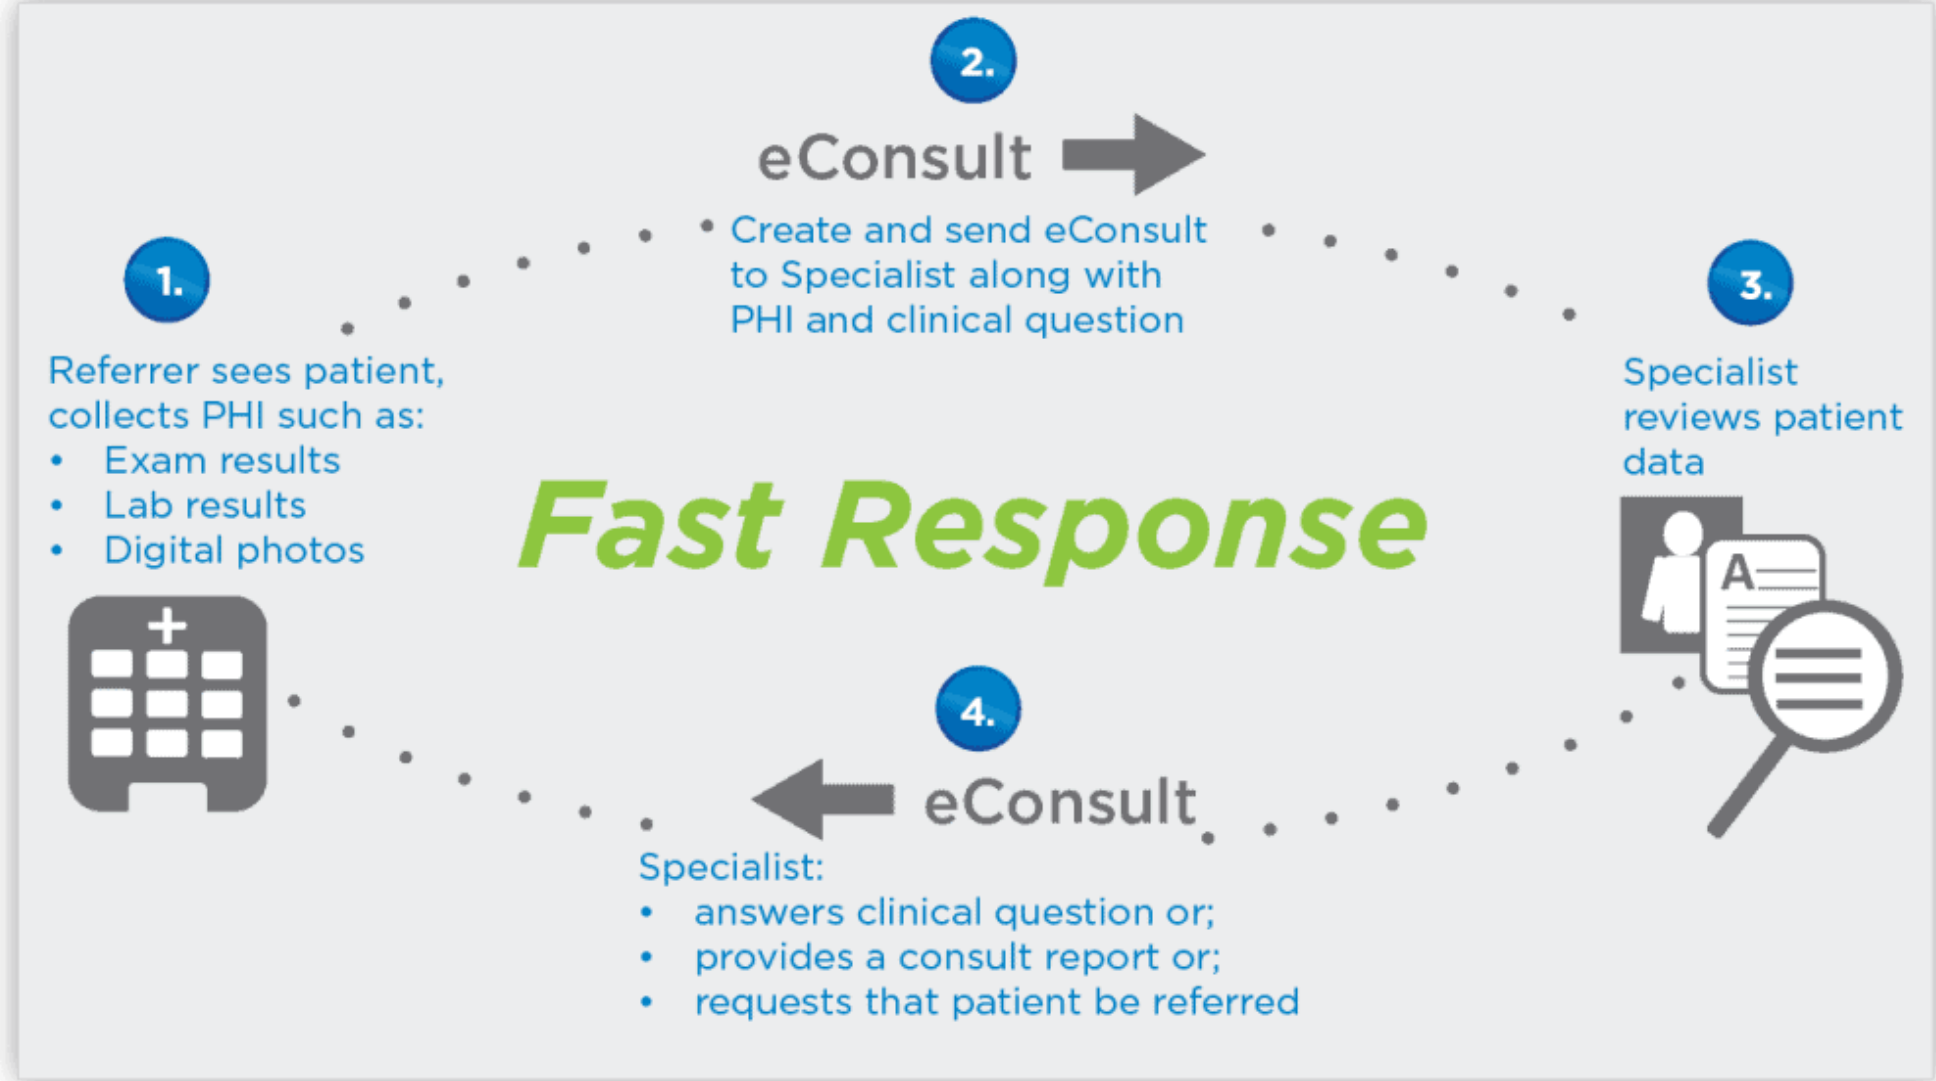 1.
Referrer sees patient,
collects PHI such as:
• Exam results
• Lab results
• Digital photos
2.
eConsult
Create and send eConsult
to Specialist along with
PHI and clinical question
3.
Specialist
reviews patient
data
A
Fast Response
4.
eConsult
Specialist:
• answers clinical question or;
• provides a consult report or;
• requests that patient be referred